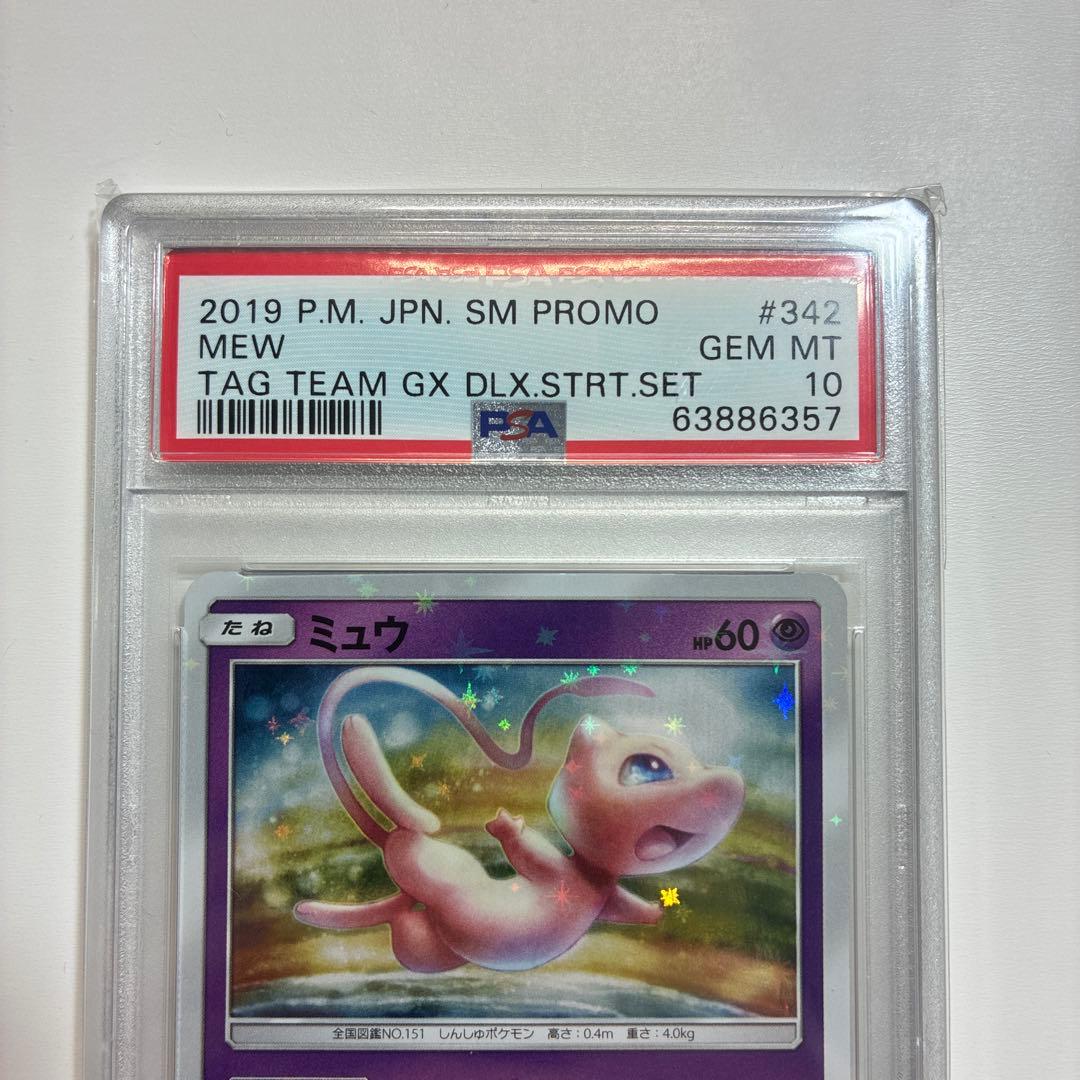 2019 P.M. JPN. SM PROMO #342
MEW GEM MT
TAG TEAM GX DLX.STRT.SET 10
PSA 63886357
たね ミュウ HP60
全国図鑑NO.151 しんしゅポケモン 高さ:0.4m 重さ:4.0kg